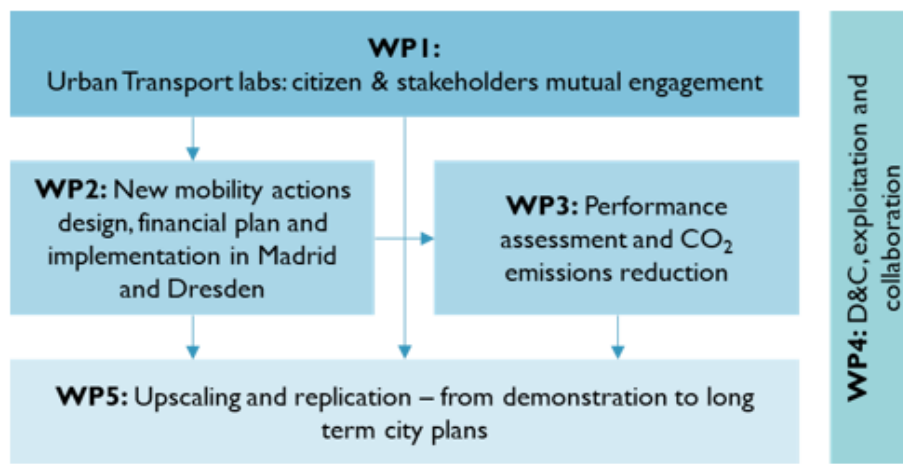 WP1:
Urban Transport labs: citizen & stakeholders mutual engagement
WP2: New mobility actions
design, financial plan and
implementation in Madrid
and Dresden
WP3: Performance
assessment and CO₂
emissions reduction
WP5: Upscaling and replication – from demonstration to long
term city plans
WP4: D&C, exploitation and
collaboration